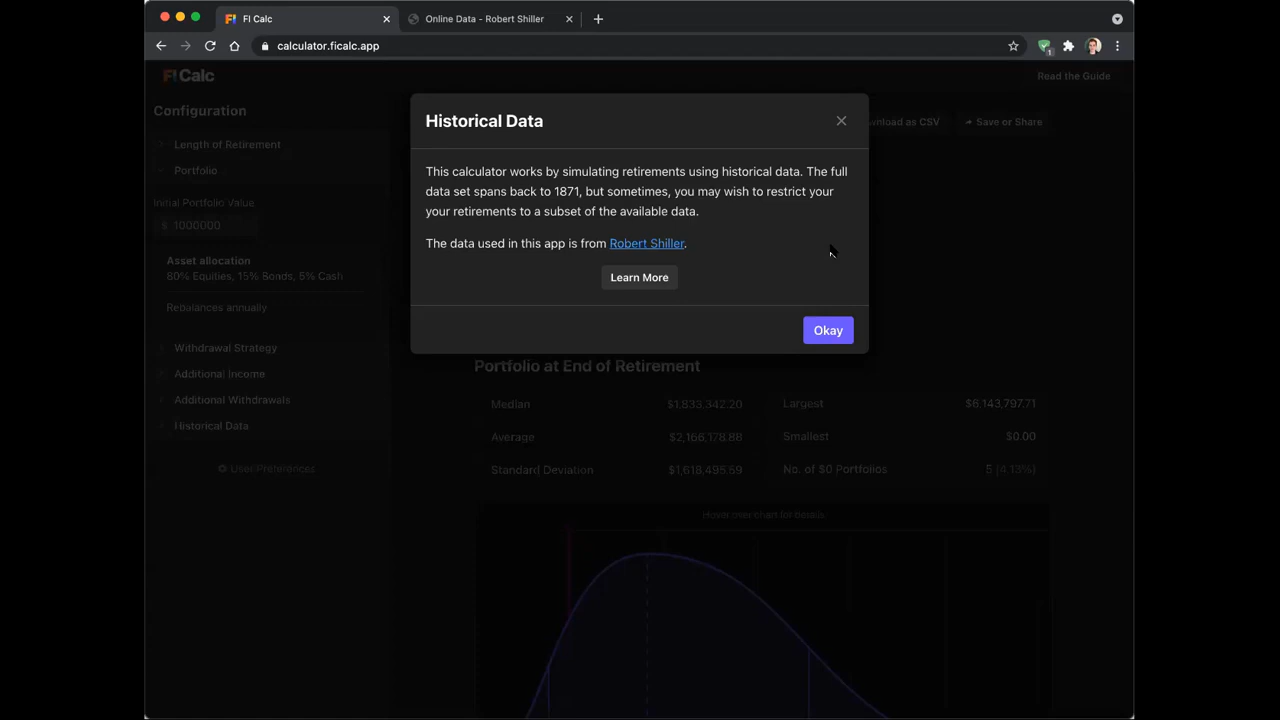 FI Calc
Online Data - Robert Shiller
calculator.ficalc.app
1
FI Calc
Read the Guide
Configuration
Length of Retirement
Portfolio
Initial Portfolio Value
$ 1000000
Asset allocation
80% Equities, 15% Bonds, 5% Cash
Rebalances annually
Withdrawal Strategy
Additional Income
Additional Withdrawals
Historical Data
User Preferences
as CSV
Save or Share
Historical Data
This calculator works by simulating retirements using historical data. The full
data set spans back to 1871, but sometimes, you may wish to restrict your
your retirements to a subset of the available data.
The data used in this app is from Robert Shiller.
Learn More
Okay
Portfolio at End of Retirement
Median $1,833,342.20
Largest $6,143,797.71
Average $2,166,178.88
Smallest $0.00
Standard Deviation $1,618,495.59
No. of $0 Portfolios 5 (4.13%)
Hover over chart for details